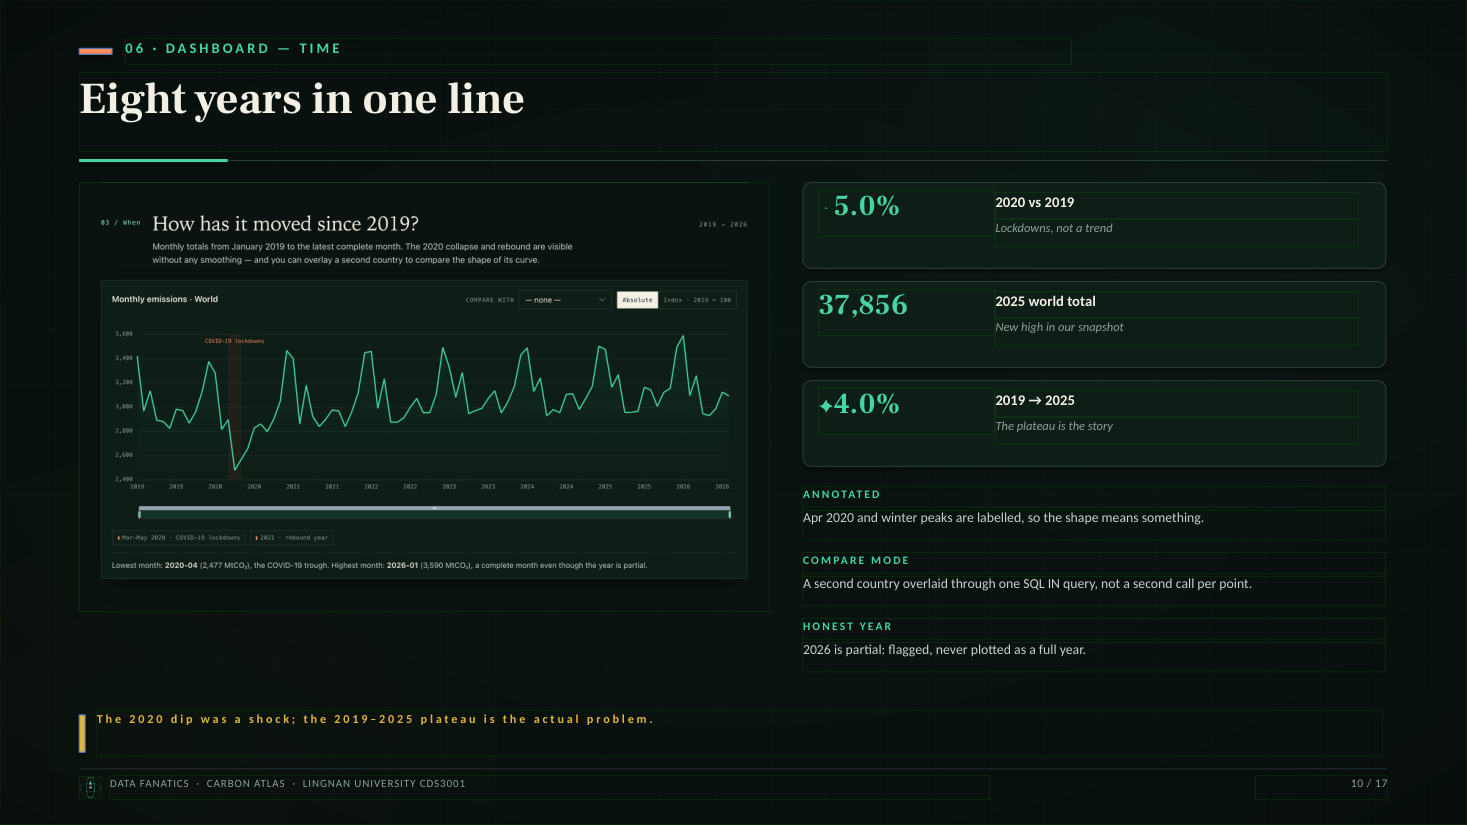 06 · DASHBOARD — TIME
Eight years in one line
03 / When
How has it moved since 2019?
2019 → 2026
Monthly totals from January 2019 to the latest complete month. The 2020 collapse and rebound are visible
without any smoothing — and you can overlay a second country to compare the shape of its curve.
Monthly emissions · World
COMPARE WITH
— none —
Absolute
Index · 2019 = 100
COVID-19 lockdowns
3,600
3,400
3,200
3,000
2,800
2,600
2,400
2019 2019 2020 2020 2021 2021 2022 2022 2023 2023 2024 2024 2025 2025 2026 2026
Mar–May 2020 · COVID-19 lockdowns
2021 · rebound year
Lowest month: 2020-04 (2,477 MtCO₂), the COVID-19 trough. Highest month: 2026-01 (3,590 MtCO₂), a complete month even though the year is partial.
- 5.0%
2020 vs 2019
Lockdowns, not a trend
37,856
2025 world total
New high in our snapshot
✦4.0%
2019 → 2025
The plateau is the story
ANNOTATED
Apr 2020 and winter peaks are labelled, so the shape means something.
COMPARE MODE
A second country overlaid through one SQL IN query, not a second call per point.
HONEST YEAR
2026 is partial: flagged, never plotted as a full year.
The 2020 dip was a shock; the 2019–2025 plateau is the actual problem.
DATA FANATICS · CARBON ATLAS · LINGNAN UNIVERSITY CDS3001
10 / 17